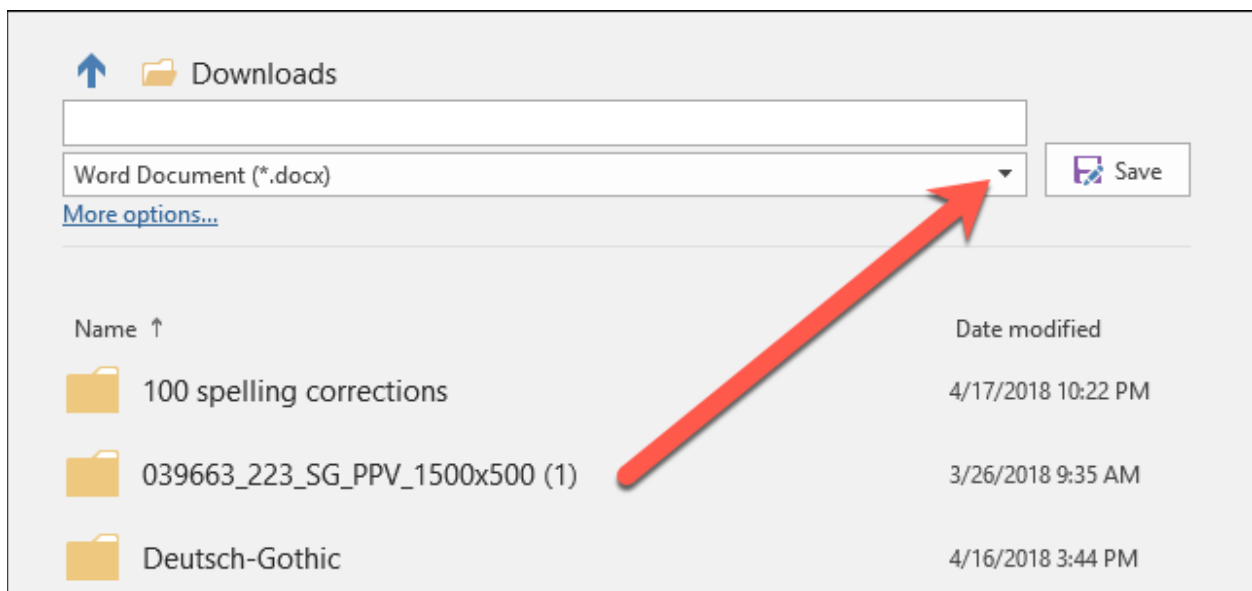 Downloads
Word Document (*.docx)
Save
More options...
Name ↑ Date modified
100 spelling corrections 4/17/2018 10:22 PM
039663_223_SG_PPV_1500x500 (1) 3/26/2018 9:35 AM
Deutsch-Gothic 4/16/2018 3:44 PM